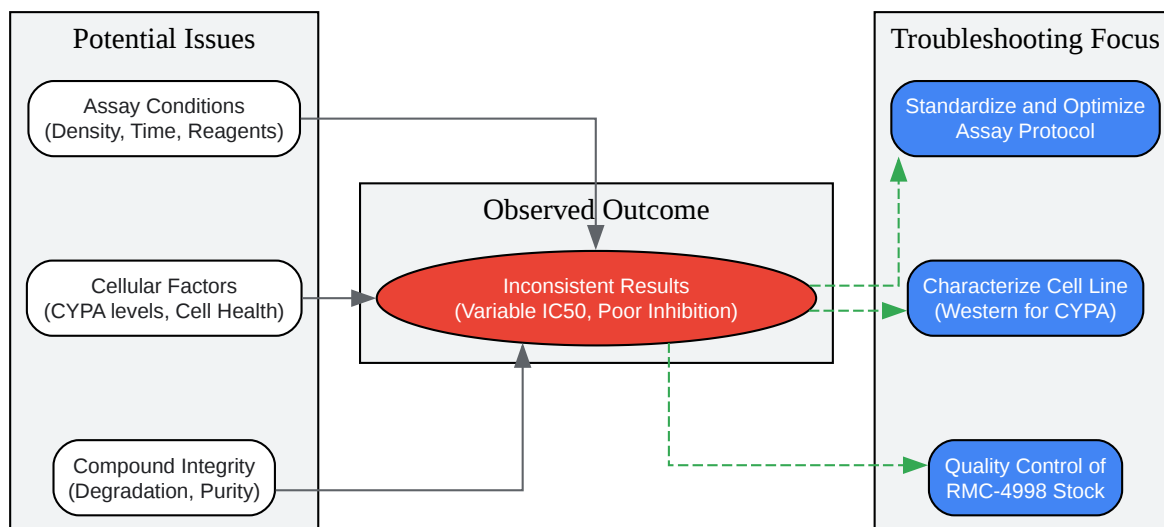 Potential Issues
Assay Conditions
(Density, Time, Reagents)
Cellular Factors
(CYPA levels, Cell Health)
Compound Integrity
(Degradation, Purity)
Observed Outcome
Inconsistent Results
(Variable IC50, Poor Inhibition)
Troubleshooting Focus
Standardize and Optimize
Assay Protocol
Characterize Cell Line
(Western for CYPA)
Quality Control of
RMC-4998 Stock